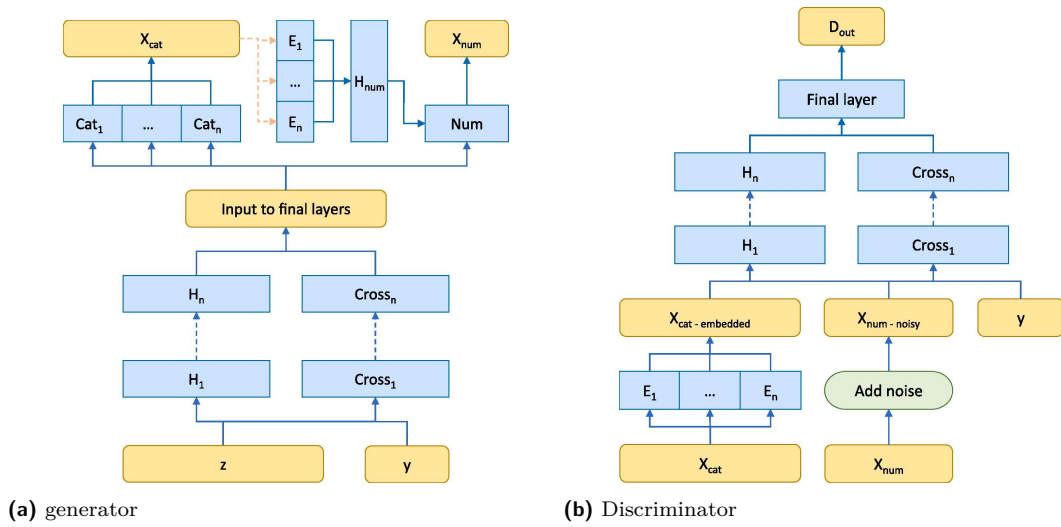 X_cat
E_1
X_num
...
H_num
Cat_1
...
Cat_n
E_n
Num
Input to final layers
H_n
Cross_n
H_1
Cross_1
z
y
(a) generator
D_out
Final layer
H_n
Cross_n
H_1
Cross_1
X_cat - embedded
X_num - noisy
y
E_1
...
E_n
Add noise
X_cat
X_num
(b) Discriminator